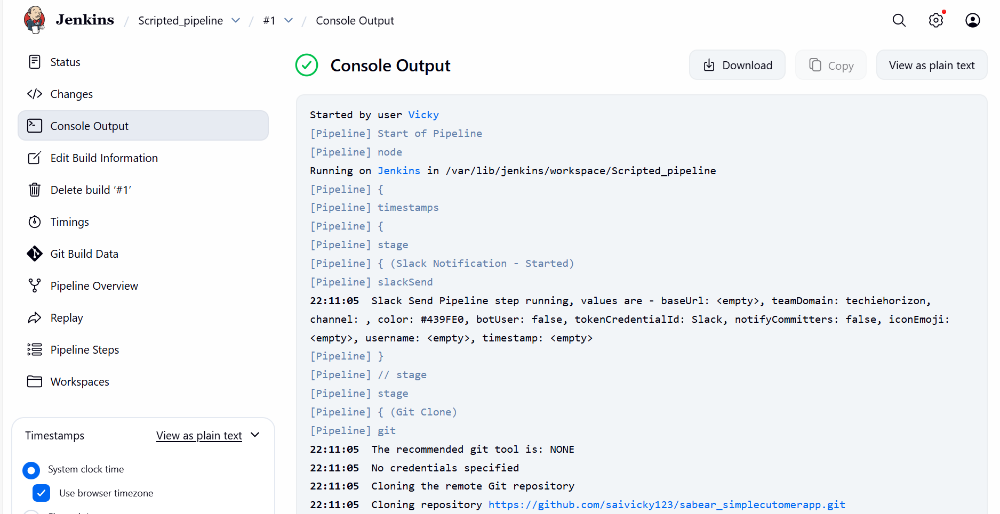 Jenkins / Scripted_pipeline / #1 / Console Output
Status
Changes
Console Output
Edit Build Information
Delete build ‘#1’
Timings
Git Build Data
Pipeline Overview
Replay
Pipeline Steps
Workspaces
Timestamps View as plain text
System clock time
Use browser timezone
Console Output
Download Copy View as plain text
Started by user Vicky
[Pipeline] Start of Pipeline
[Pipeline] node
Running on Jenkins in /var/lib/jenkins/workspace/Scripted_pipeline
[Pipeline] {
[Pipeline] timestamps
[Pipeline] {
[Pipeline] stage
[Pipeline] { (Slack Notification - Started)
[Pipeline] slackSend
22:11:05 Slack Send Pipeline step running, values are - baseUrl: <empty>, teamDomain: techiehorizon,
channel: , color: #439FE0, botUser: false, tokenCredentialId: Slack, notifyCommitters: false, iconEmoji:
<empty>, username: <empty>, timestamp: <empty>
[Pipeline] }
[Pipeline] // stage
[Pipeline] stage
[Pipeline] { (Git Clone)
[Pipeline] git
22:11:05 The recommended git tool is: NONE
22:11:05 No credentials specified
22:11:05 Cloning the remote Git repository
22:11:05 Cloning repository https://github.com/saivicky123/sabear_simplecutomerapp.git